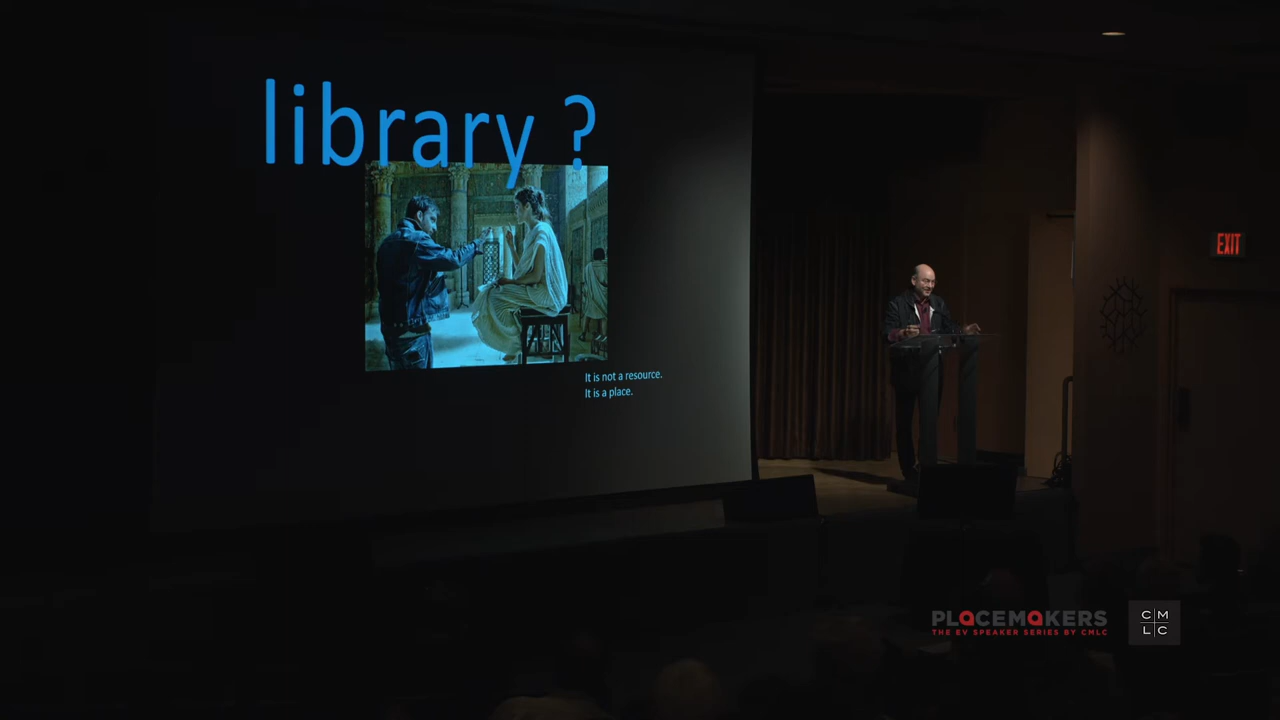 library ?
It is not a resource.
It is a place.
EXIT
PLaCEMaKERS
THE EV SPEAKER SERIES BY CMLC
CM
LC